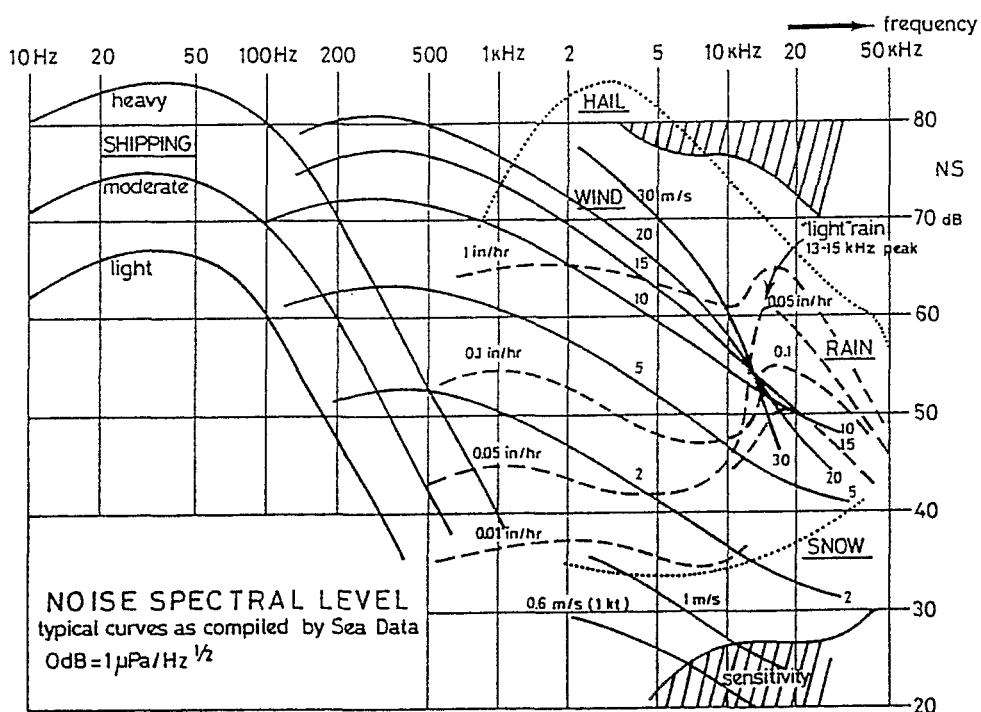 frequency
10 Hz 20 50 100Hz 200 500 1KHz 2 5 10KHz 20 50KHz
heavy
HAIL
80
SHIPPING
NS
moderate
WIND
30 m/s
70 dB
20
"light" rain
13-15 kHz peak
1 in/hr
15
light
10
0.05 in/hr
60
RAIN
0.1 in/hr
5
0.1
50
10
15
0.05 in/hr
2
30
20
5
40
0.01 in/hr
SNOW
NOISE SPECTRAL LEVEL
0.6 m/s (1 kt)
1 m/s
2
30
typical curves as compiled by Sea Data
0dB = 1µPa/Hz 1/2
sensitivity
20